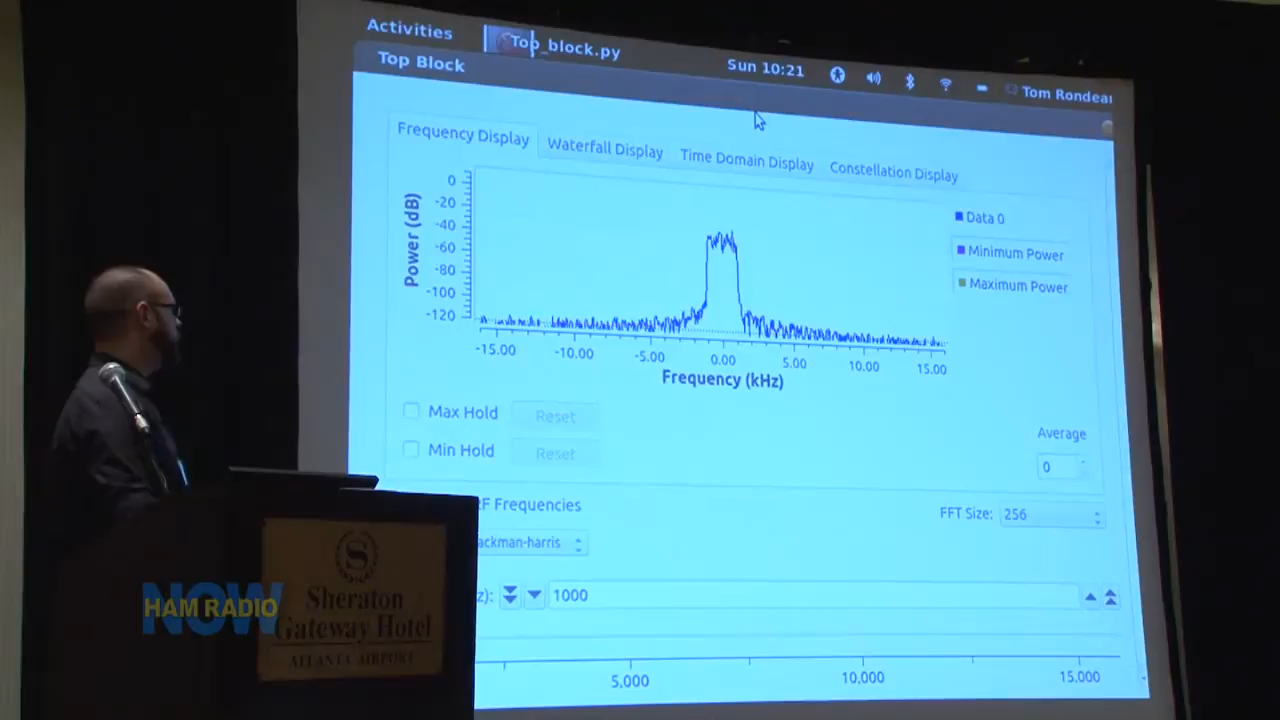 Activities
Top_block.py
Sun 10:21
Tom Rondeau
Top Block
Frequency Display
Waterfall Display
Time Domain Display
Constellation Display
Power (dB)
0
-20
-40
-60
-80
-100
-120
-15.00 -10.00 -5.00 0.00 5.00 10.00 15.00
Frequency (kHz)
Data 0
Minimum Power
Maximum Power
Max Hold Reset
Min Hold Reset
Average
0
RF Frequencies
FFT Size: 256
ackman-harris
z): 1000
5.000 10.000 15.000
NOW
HAM RADIO
S
Sheraton
Gateway Hotel
ATLANTA AIRPORT